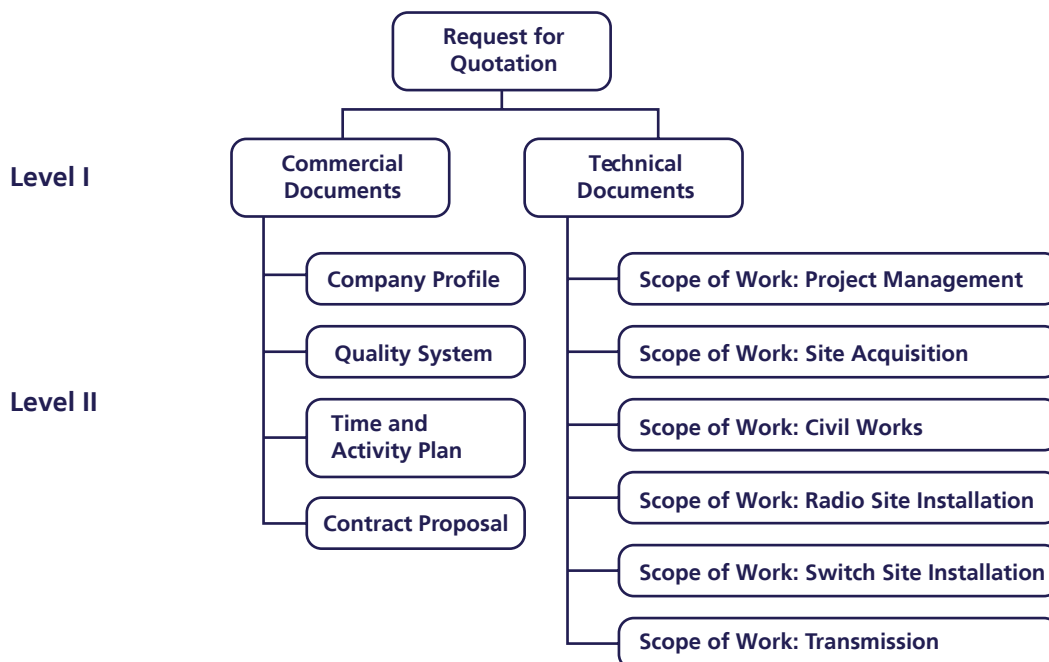 Request for
Quotation
Level I
Commercial
Documents
Technical
Documents
Level II
Company Profile
Quality System
Time and
Activity Plan
Contract Proposal
Scope of Work: Project Management
Scope of Work: Site Acquisition
Scope of Work: Civil Works
Scope of Work: Radio Site Installation
Scope of Work: Switch Site Installation
Scope of Work: Transmission